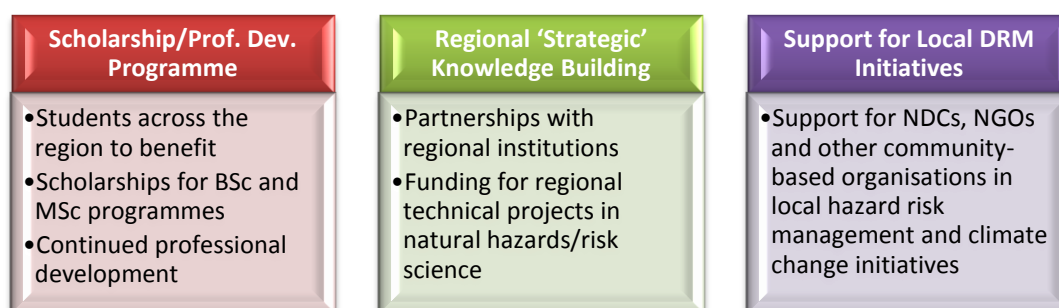 Scholarship/Prof. Dev.
Programme
•Students across the
region to benefit
•Scholarships for BSc and
MSc programmes
•Continued professional
development
Regional ‘Strategic’
Knowledge Building
•Partnerships with
regional institutions
•Funding for regional
technical projects in
natural hazards/risk
science
Support for Local DRM
Initiatives
•Support for NDCs, NGOs
and other community-
based organisations in
local hazard risk
management and climate
change initiatives